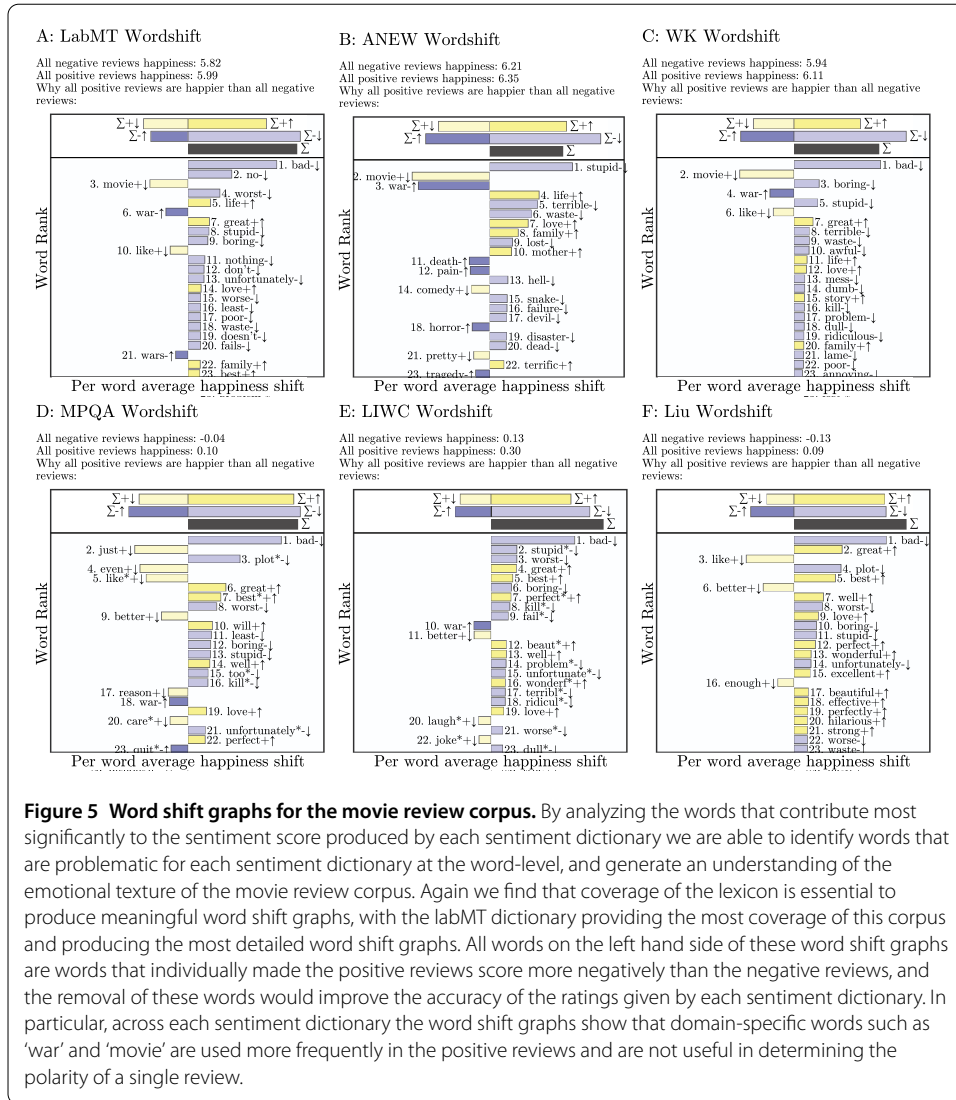 A: LabMT Wordshift
All negative reviews happiness: 5.82
All positive reviews happiness: 5.99
Why all positive reviews are happier than all negative
reviews:
Σ+↓ Σ+↑
Σ-↑ Σ-↓
Σ
1. bad-↓
2. no-↓
3. movie+↓
4. worst-↓
5. life+↑
6. war-↑
7. great+↑
8. stupid-↓
9. boring-↓
10. like+↓
11. nothing-↓
12. don't-↓
13. unfortunately-↓
14. love+↑
15. worse-↓
16. least-↓
17. poor-↓
18. waste-↓
19. doesn't-↓
20. fails-↓
21. wars-↑
22. family+↑
23. best+↑
Word Rank
Per word average happiness shift
B: ANEW Wordshift
All negative reviews happiness: 6.21
All positive reviews happiness: 6.35
Why all positive reviews are happier than all negative
reviews:
Σ+↓ Σ+↑
Σ-↑ Σ-↓
Σ
1. stupid-↓
2. movie+↓
3. war-↑
4. life+↑
5. terrible-↓
6. waste-↓
7. love+↑
8. family+↑
9. lost-↓
10. mother+↑
11. death-↑
12. pain-↑
13. hell-↓
14. comedy+↓
15. snake-↓
16. failure-↓
17. devil-↓
18. horror-↑
19. disaster-↓
20. dead-↓
21. pretty+↓
22. terrific+↑
23. tragedy-↑
Word Rank
Per word average happiness shift
C: WK Wordshift
All negative reviews happiness: 5.94
All positive reviews happiness: 6.11
Why all positive reviews are happier than all negative
reviews:
Σ+↓ Σ+↑
Σ-↑ Σ-↓
Σ
1. bad-↓
2. movie+↓
3. boring-↓
4. war-↑
5. stupid-↓
6. like+↓
7. great+↑
8. terrible-↓
9. waste-↓
10. awful-↓
11. life+↑
12. love+↑
13. mess-↓
14. dumb-↓
15. story+↑
16. kill-↓
17. problem-↓
18. dull-↓
19. ridiculous-↓
20. family+↑
21. lame-↓
22. poor-↓
23. annoying-↓
Word Rank
Per word average happiness shift
D: MPQA Wordshift
All negative reviews happiness: -0.04
All positive reviews happiness: 0.10
Why all positive reviews are happier than all negative
reviews:
Σ+↓ Σ+↑
Σ-↑ Σ-↓
Σ
1. bad-↓
2. just+↓
3. plot*-↓
4. even+↓
5. like*+↓
6. great+↑
7. best*+↑
8. worst-↓
9. better+↓
10. will+↑
11. least-↓
12. boring-↓
13. stupid-↓
14. well+↑
15. too*-↓
16. kill*-↓
17. reason+↓
18. war-↑
19. love+↑
20. care*+↓
21. unfortunately*-↓
22. perfect+↑
23. quit*-↑
Word Rank
Per word average happiness shift
E: LIWC Wordshift
All negative reviews happiness: 0.13
All positive reviews happiness: 0.30
Why all positive reviews are happier than all negative
reviews:
Σ+↓ Σ+↑
Σ-↑ Σ-↓
Σ
1. bad-↓
2. stupid*-↓
3. worst-↓
4. great+↑
5. best+↑
6. boring-↓
7. perfect*+↑
8. kill*-↓
9. fail*-↓
10. war-↑
11. better+↓
12. beaut*+↑
13. well+↑
14. problem*-↓
15. unfortunate*-↓
16. wonderf*+↑
17. terribl*-↓
18. ridicul*-↓
19. love+↑
20. laugh*+↓
21. worse*-↓
22. joke*+↓
23. dull*-↓
Word Rank
Per word average happiness shift
F: Liu Wordshift
All negative reviews happiness: -0.13
All positive reviews happiness: 0.09
Why all positive reviews are happier than all negative
reviews:
Σ+↓ Σ+↑
Σ-↑ Σ-↓
Σ
1. bad-↓
2. great+↑
3. like+↓
4. plot-↓
5. best+↑
6. better+↓
7. well+↑
8. worst-↓
9. love+↑
10. boring-↓
11. stupid-↓
12. perfect+↑
13. wonderful+↑
14. unfortunately-↓
15. excellent+↑
16. enough+↓
17. beautiful+↑
18. effective+↑
19. perfectly+↑
20. hilarious+↑
21. strong+↑
22. worse-↓
23. waste-↓
Word Rank
Per word average happiness shift
Figure 5 Word shift graphs for the movie review corpus. By analyzing the words that contribute most
significantly to the sentiment score produced by each sentiment dictionary we are able to identify words that
are problematic for each sentiment dictionary at the word-level, and generate an understanding of the
emotional texture of the movie review corpus. Again we find that coverage of the lexicon is essential to
produce meaningful word shift graphs, with the labMT dictionary providing the most coverage of this corpus
and producing the most detailed word shift graphs. All words on the left hand side of these word shift graphs
are words that individually made the positive reviews score more negatively than the negative reviews, and
the removal of these words would improve the accuracy of the ratings given by each sentiment dictionary. In
particular, across each sentiment dictionary the word shift graphs show that domain-specific words such as
'war' and 'movie' are used more frequently in the positive reviews and are not useful in determining the
polarity of a single review.